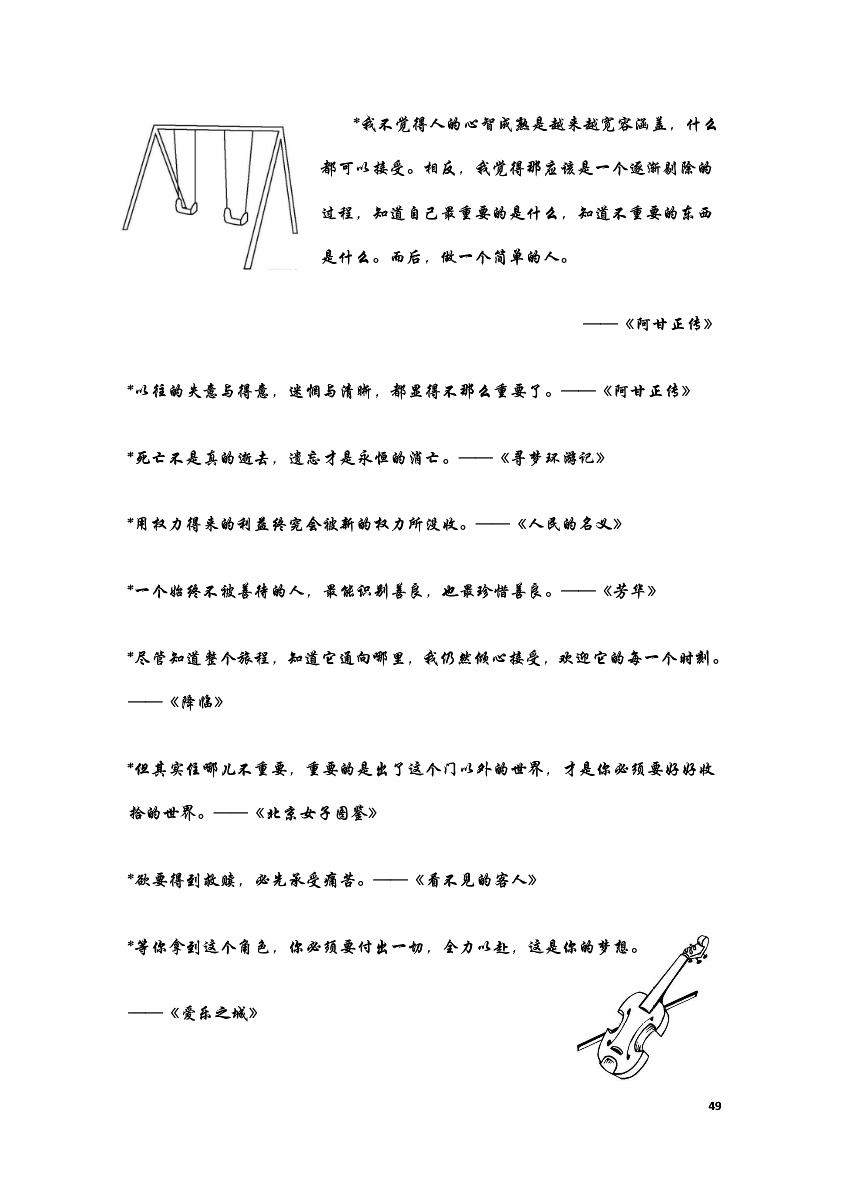 *我不觉得人的心智成熟是越来越宽容涵盖，什么
都可以接受。相反，我觉得那应该是一个逐渐剔除的
过程，知道自己最重要的是什么，知道不重要的东西
是什么。而后，做一个简单的人。
——《阿甘正传》
*以往的失意与得意，迷惘与清晰，都显得不那么重要了。——《阿甘正传》
*死亡不是真的逝去，遗忘才是永恒的消亡。——《寻梦环游记》
*用权力得来的利益终究会被新的权力所没收。——《人民的名义》
*一个始终不被善待的人，最能识别善良，也最珍惜善良。——《芳华》
*尽管知道整个旅程，知道它通向哪里，我仍然倾心接受，欢迎它的每一个时刻。
——《降临》
*但其实住哪儿不重要，重要的是出了这个门以外的世界，才是你必须要好好收
拾的世界。——《北京女子图鉴》
*欲要得到救赎，必先承受痛苦。——《看不见的客人》
*等你拿到这个角色，你必须要付出一切，全力以赴，这是你的梦想。
——《爱乐之城》
49